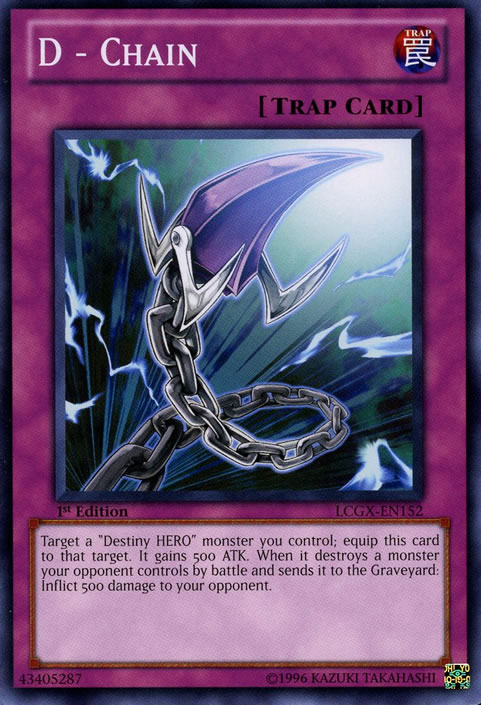 D - Chain
TRAP
罠
[Trap Card]
1st Edition
LCGX-EN152
Target a "Destiny HERO" monster you control; equip this card
to that target. It gains 500 ATK. When it destroys a monster
your opponent controls by battle and sends it to the Graveyard:
Inflict 500 damage to your opponent.
43405287
©1996 KAZUKI TAKAHASHI